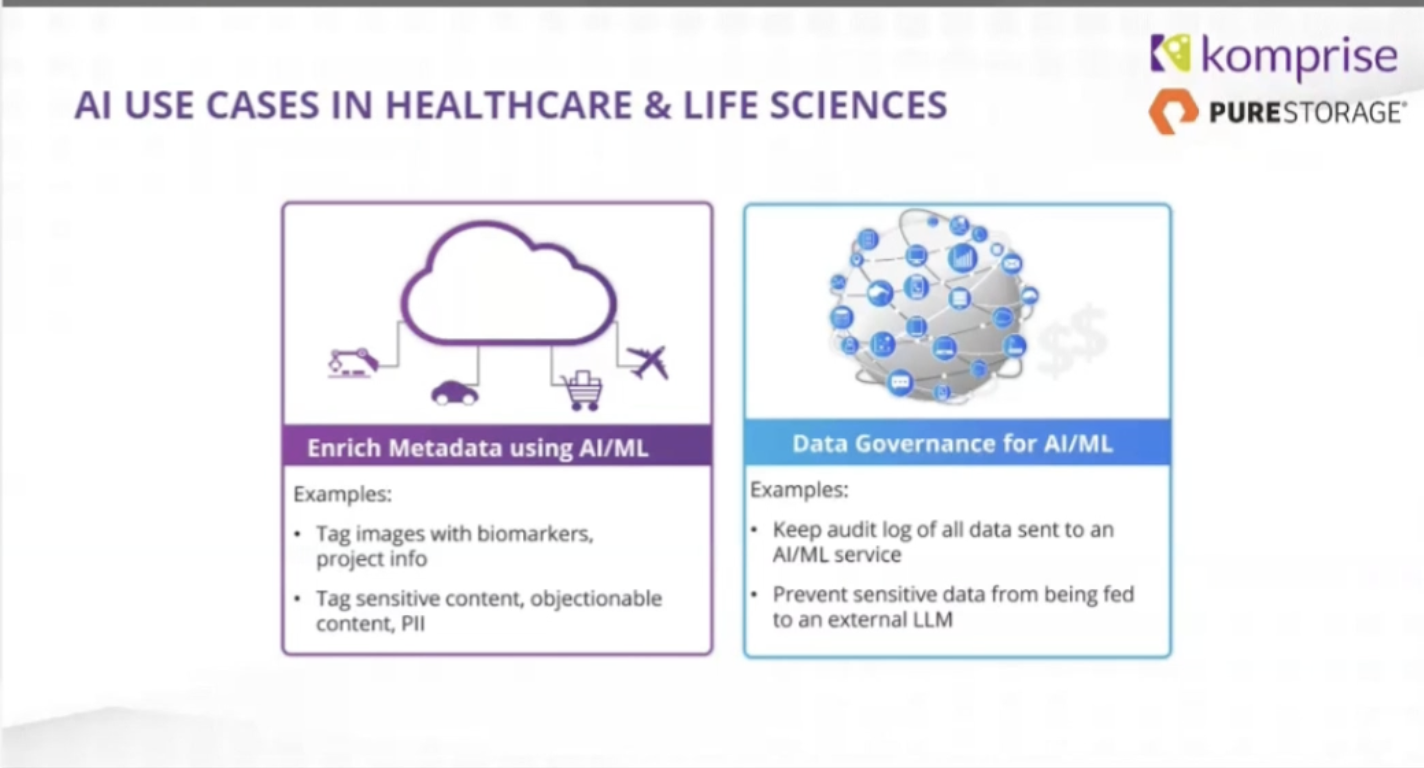 komprise
AI USE CASES IN HEALTHCARE & LIFE SCIENCES
PURESTORAGE®
$$
Enrich Metadata using AI/ML
Examples:
• Tag images with biomarkers,
project info
• Tag sensitive content, objectionable
content, PII
Data Governance for AI/ML
Examples:
• Keep audit log of all data sent to an
AI/ML service
• Prevent sensitive data from being fed
to an external LLM